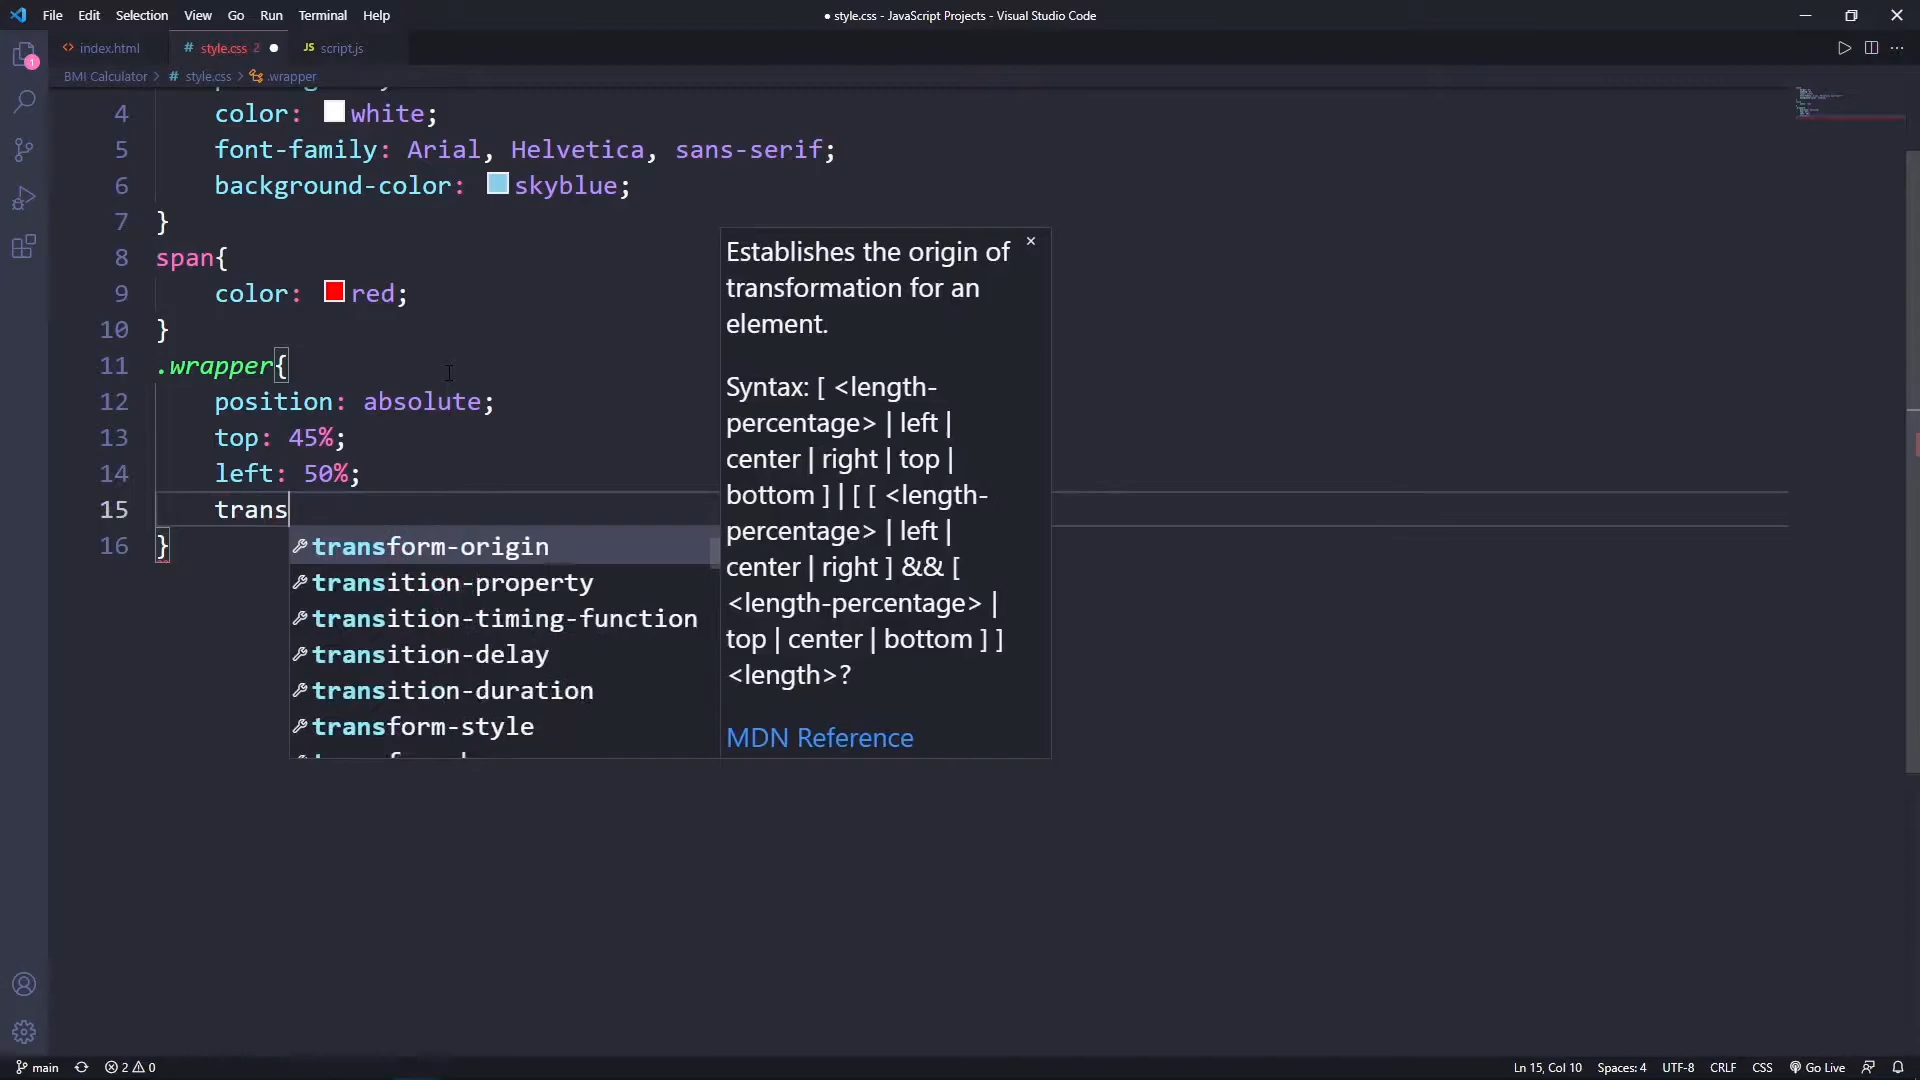 File Edit Selection View Go Run Terminal Help
● style.css - JavaScript Projects - Visual Studio Code
1
<> index.html
# style.css 2 ●
JS script.js
BMI Calculator > # style.css > .wrapper
4 color: white;
5 font-family: Arial, Helvetica, sans-serif;
6 background-color: skyblue;
7 }
8 span{
9 color: red;
10 }
11 .wrapper{
12 position: absolute;
13 top: 45%;
14 left: 50%;
15 trans
16 }
transform-origin
transition-property
transition-timing-function
transition-delay
transition-duration
transform-style
Establishes the origin of
transformation for an
element.
Syntax: [ <length-
percentage> | left |
center | right | top |
bottom ] | [ [ <length-
percentage> | left |
center | right ] && [
<length-percentage> |
top | center | bottom ] ]
<length>?
MDN Reference
main
2 0
Ln 15, Col 10
Spaces: 4
UTF-8
CRLF
CSS
Go Live